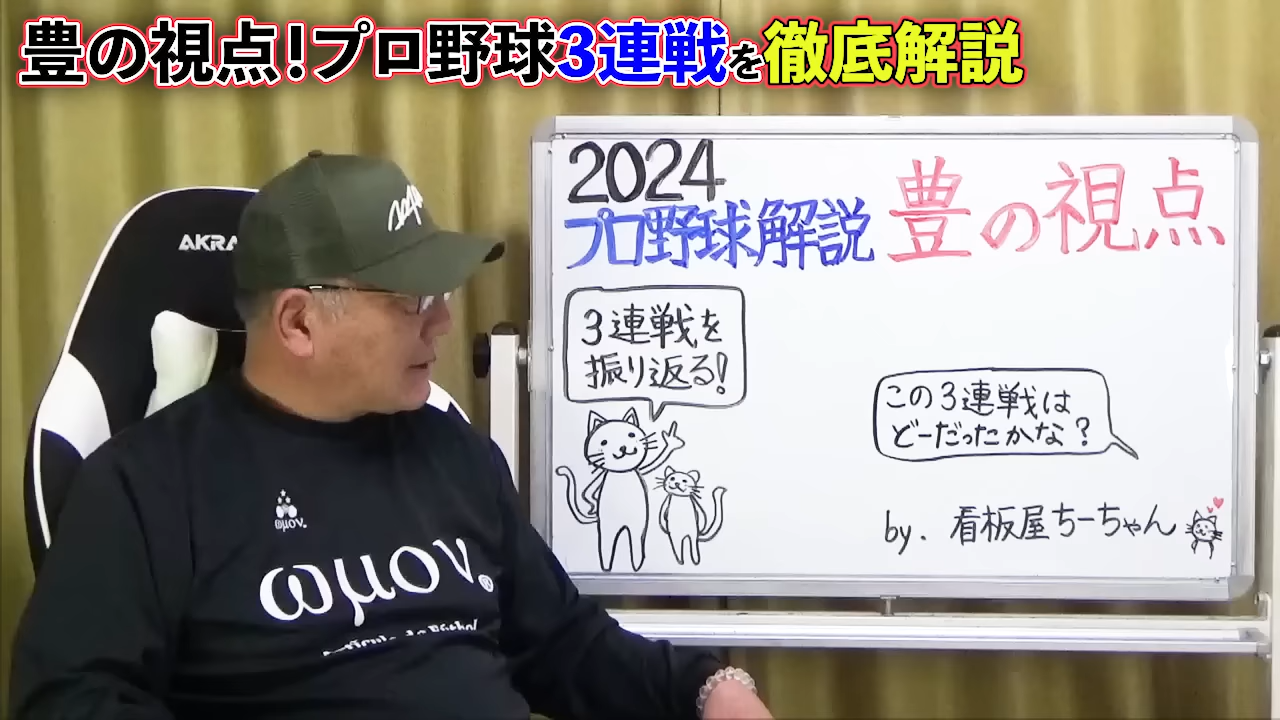 豊の視点!プロ野球3連戦を徹底解説
2024
プロ野球解説 豊の視点
3連戦を
振り返る!
この3連戦は
どーだったかな?
by. 看板屋ちーちゃん
AKRA
ωμον.
ωμον.®